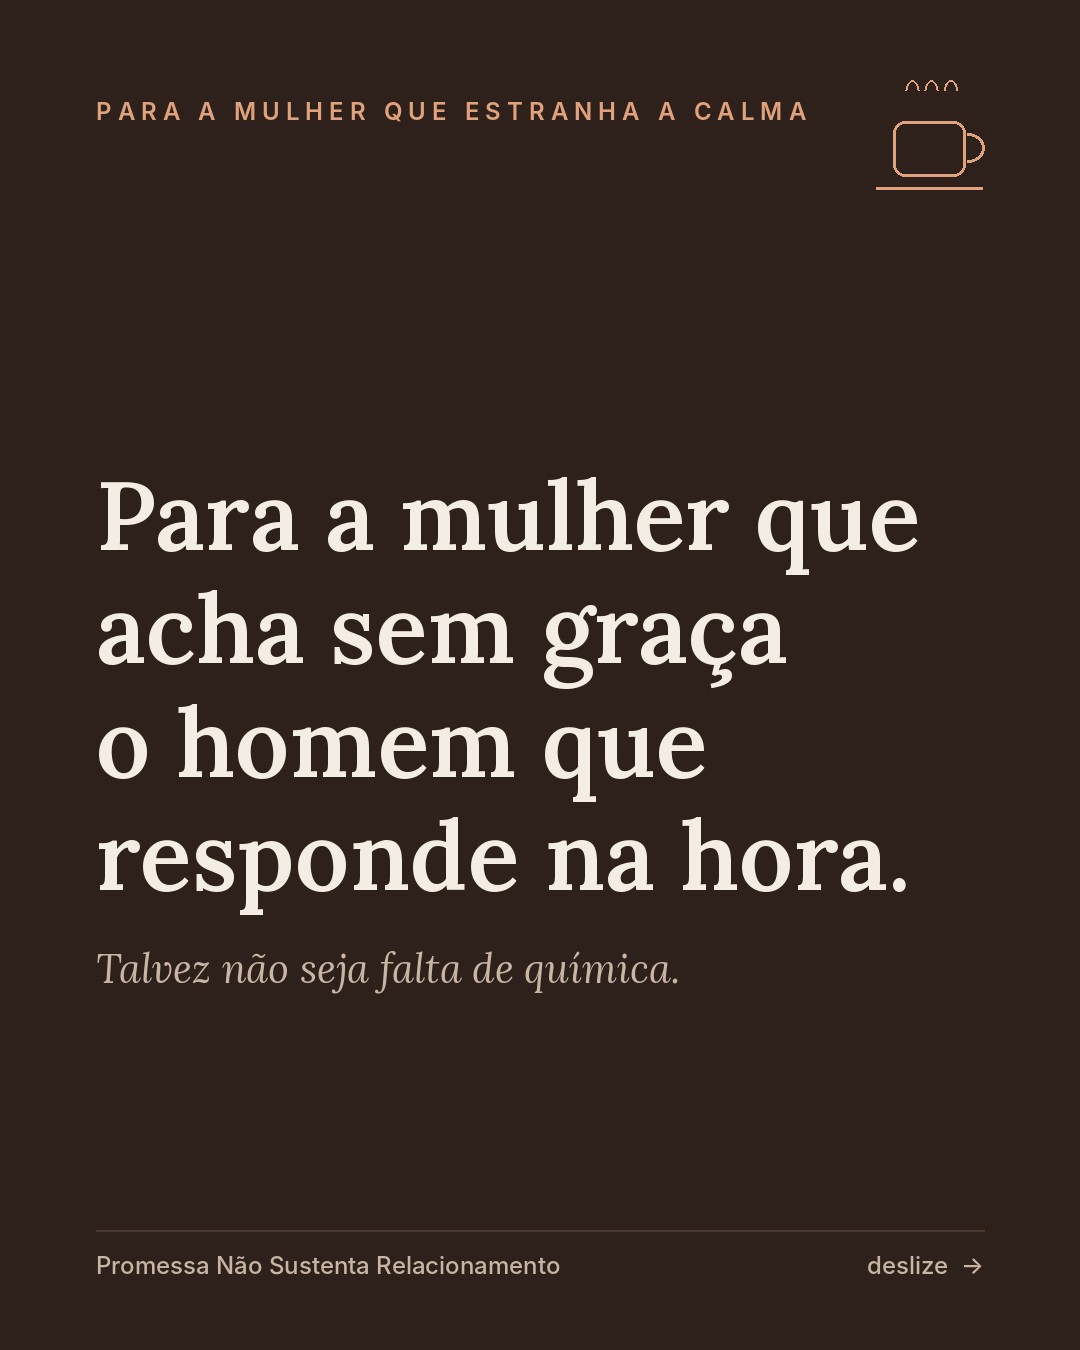 PARA A MULHER QUE ESTRANHA A CALMA
Para a mulher que
acha sem graça
o homem que
responde na hora.
Talvez não seja falta de química.
Promessa Não Sustenta Relacionamento
deslize →